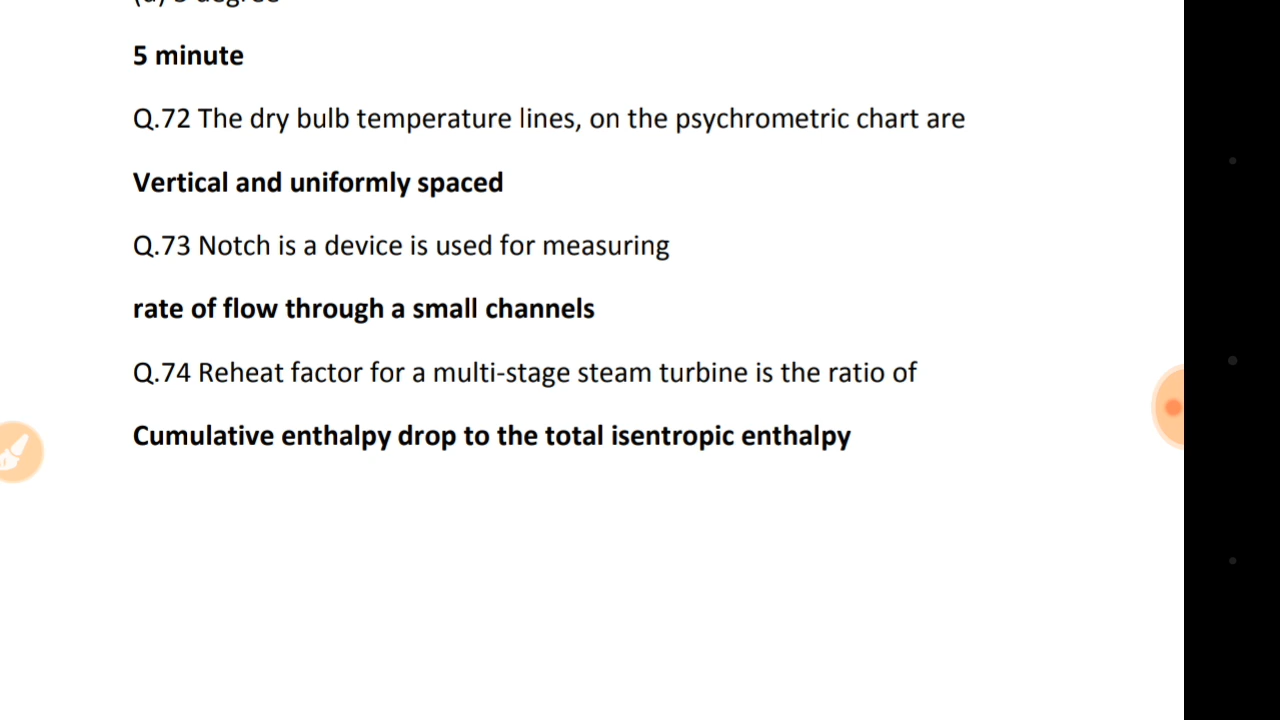 5 minute
Q.72 The dry bulb temperature lines, on the psychrometric chart are
Vertical and uniformly spaced
Q.73 Notch is a device is used for measuring
rate of flow through a small channels
Q.74 Reheat factor for a multi-stage steam turbine is the ratio of
Cumulative enthalpy drop to the total isentropic enthalpy